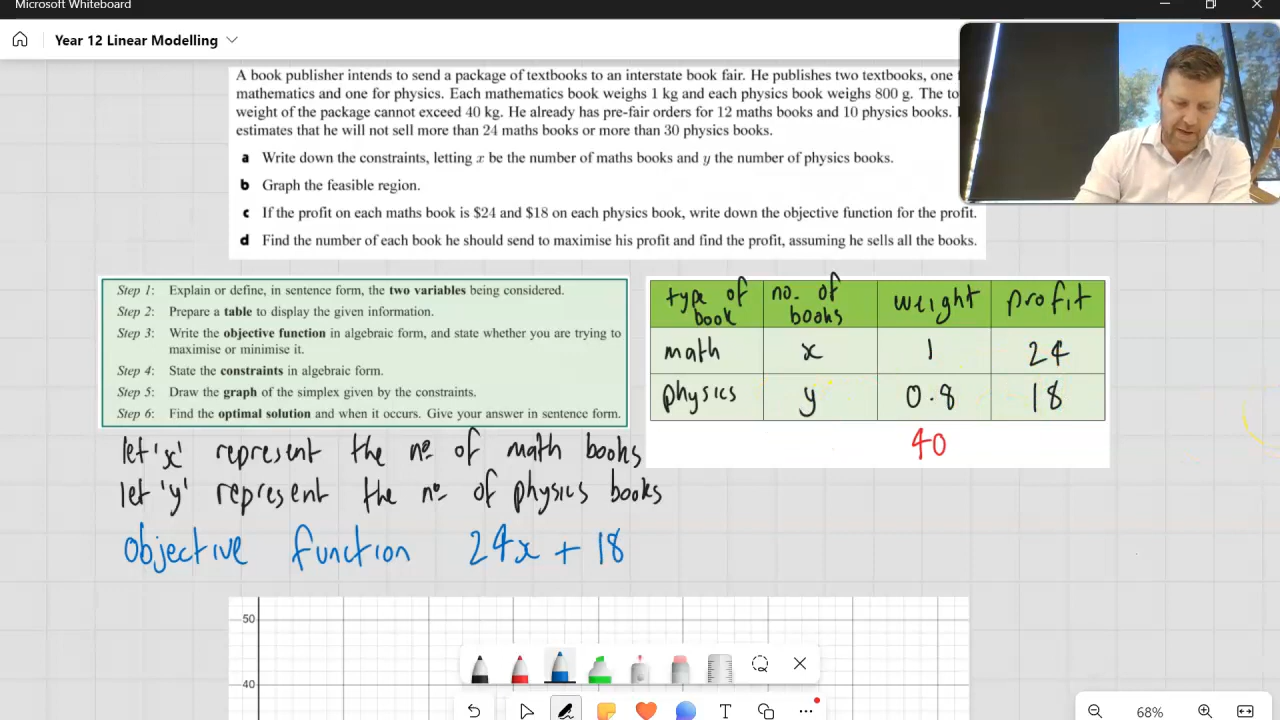 Microsoft Whiteboard
Year 12 Linear Modelling
A book publisher intends to send a package of textbooks to an interstate book fair. He publishes two textbooks, one
mathematics and one for physics. Each mathematics book weighs 1 kg and each physics book weighs 800 g. The to
weight of the package cannot exceed 40 kg. He already has pre-fair orders for 12 maths books and 10 physics books.
estimates that he will not sell more than 24 maths books or more than 30 physics books.
a Write down the constraints, letting x be the number of maths books and y the number of physics books.
b Graph the feasible region.
c If the profit on each maths book is $24 and $18 on each physics book, write down the objective function for the profit.
d Find the number of each book he should send to maximise his profit and find the profit, assuming he sells all the books.
Step 1: Explain or define, in sentence form, the two variables being considered.
Step 2: Prepare a table to display the given information.
Step 3: Write the objective function in algebraic form, and state whether you are trying to
maximise or minimise it.
Step 4: State the constraints in algebraic form.
Step 5: Draw the graph of the simplex given by the constraints.
Step 6: Find the optimal solution and when it occurs. Give your answer in sentence form.
type of book no. of books weight profit
math x 1 24
physics y 0.8 18
40
let 'x' represent the no of math books
let 'y' represent the no of physics books
objective function 24x + 18
50
40
68%